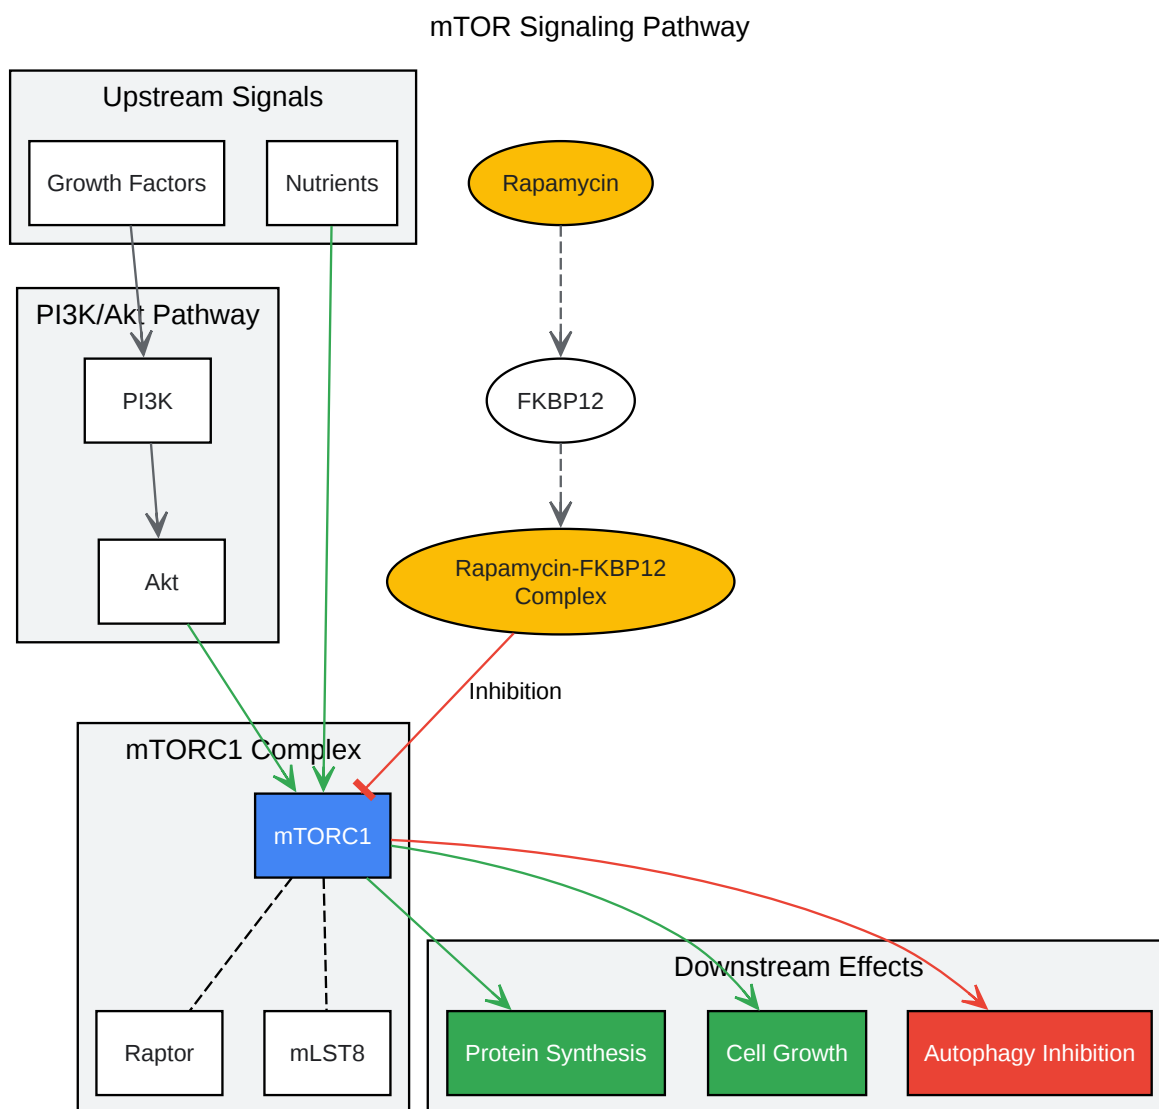 mTOR Signaling Pathway
Upstream Signals
Growth Factors
Nutrients
Rapamycin
PI3K/Akt Pathway
PI3K
FKBP12
Akt
Rapamycin-FKBP12
Complex
Inhibition
mTORC1 Complex
mTORC1
Downstream Effects
Raptor
mLST8
Protein Synthesis
Cell Growth
Autophagy Inhibition